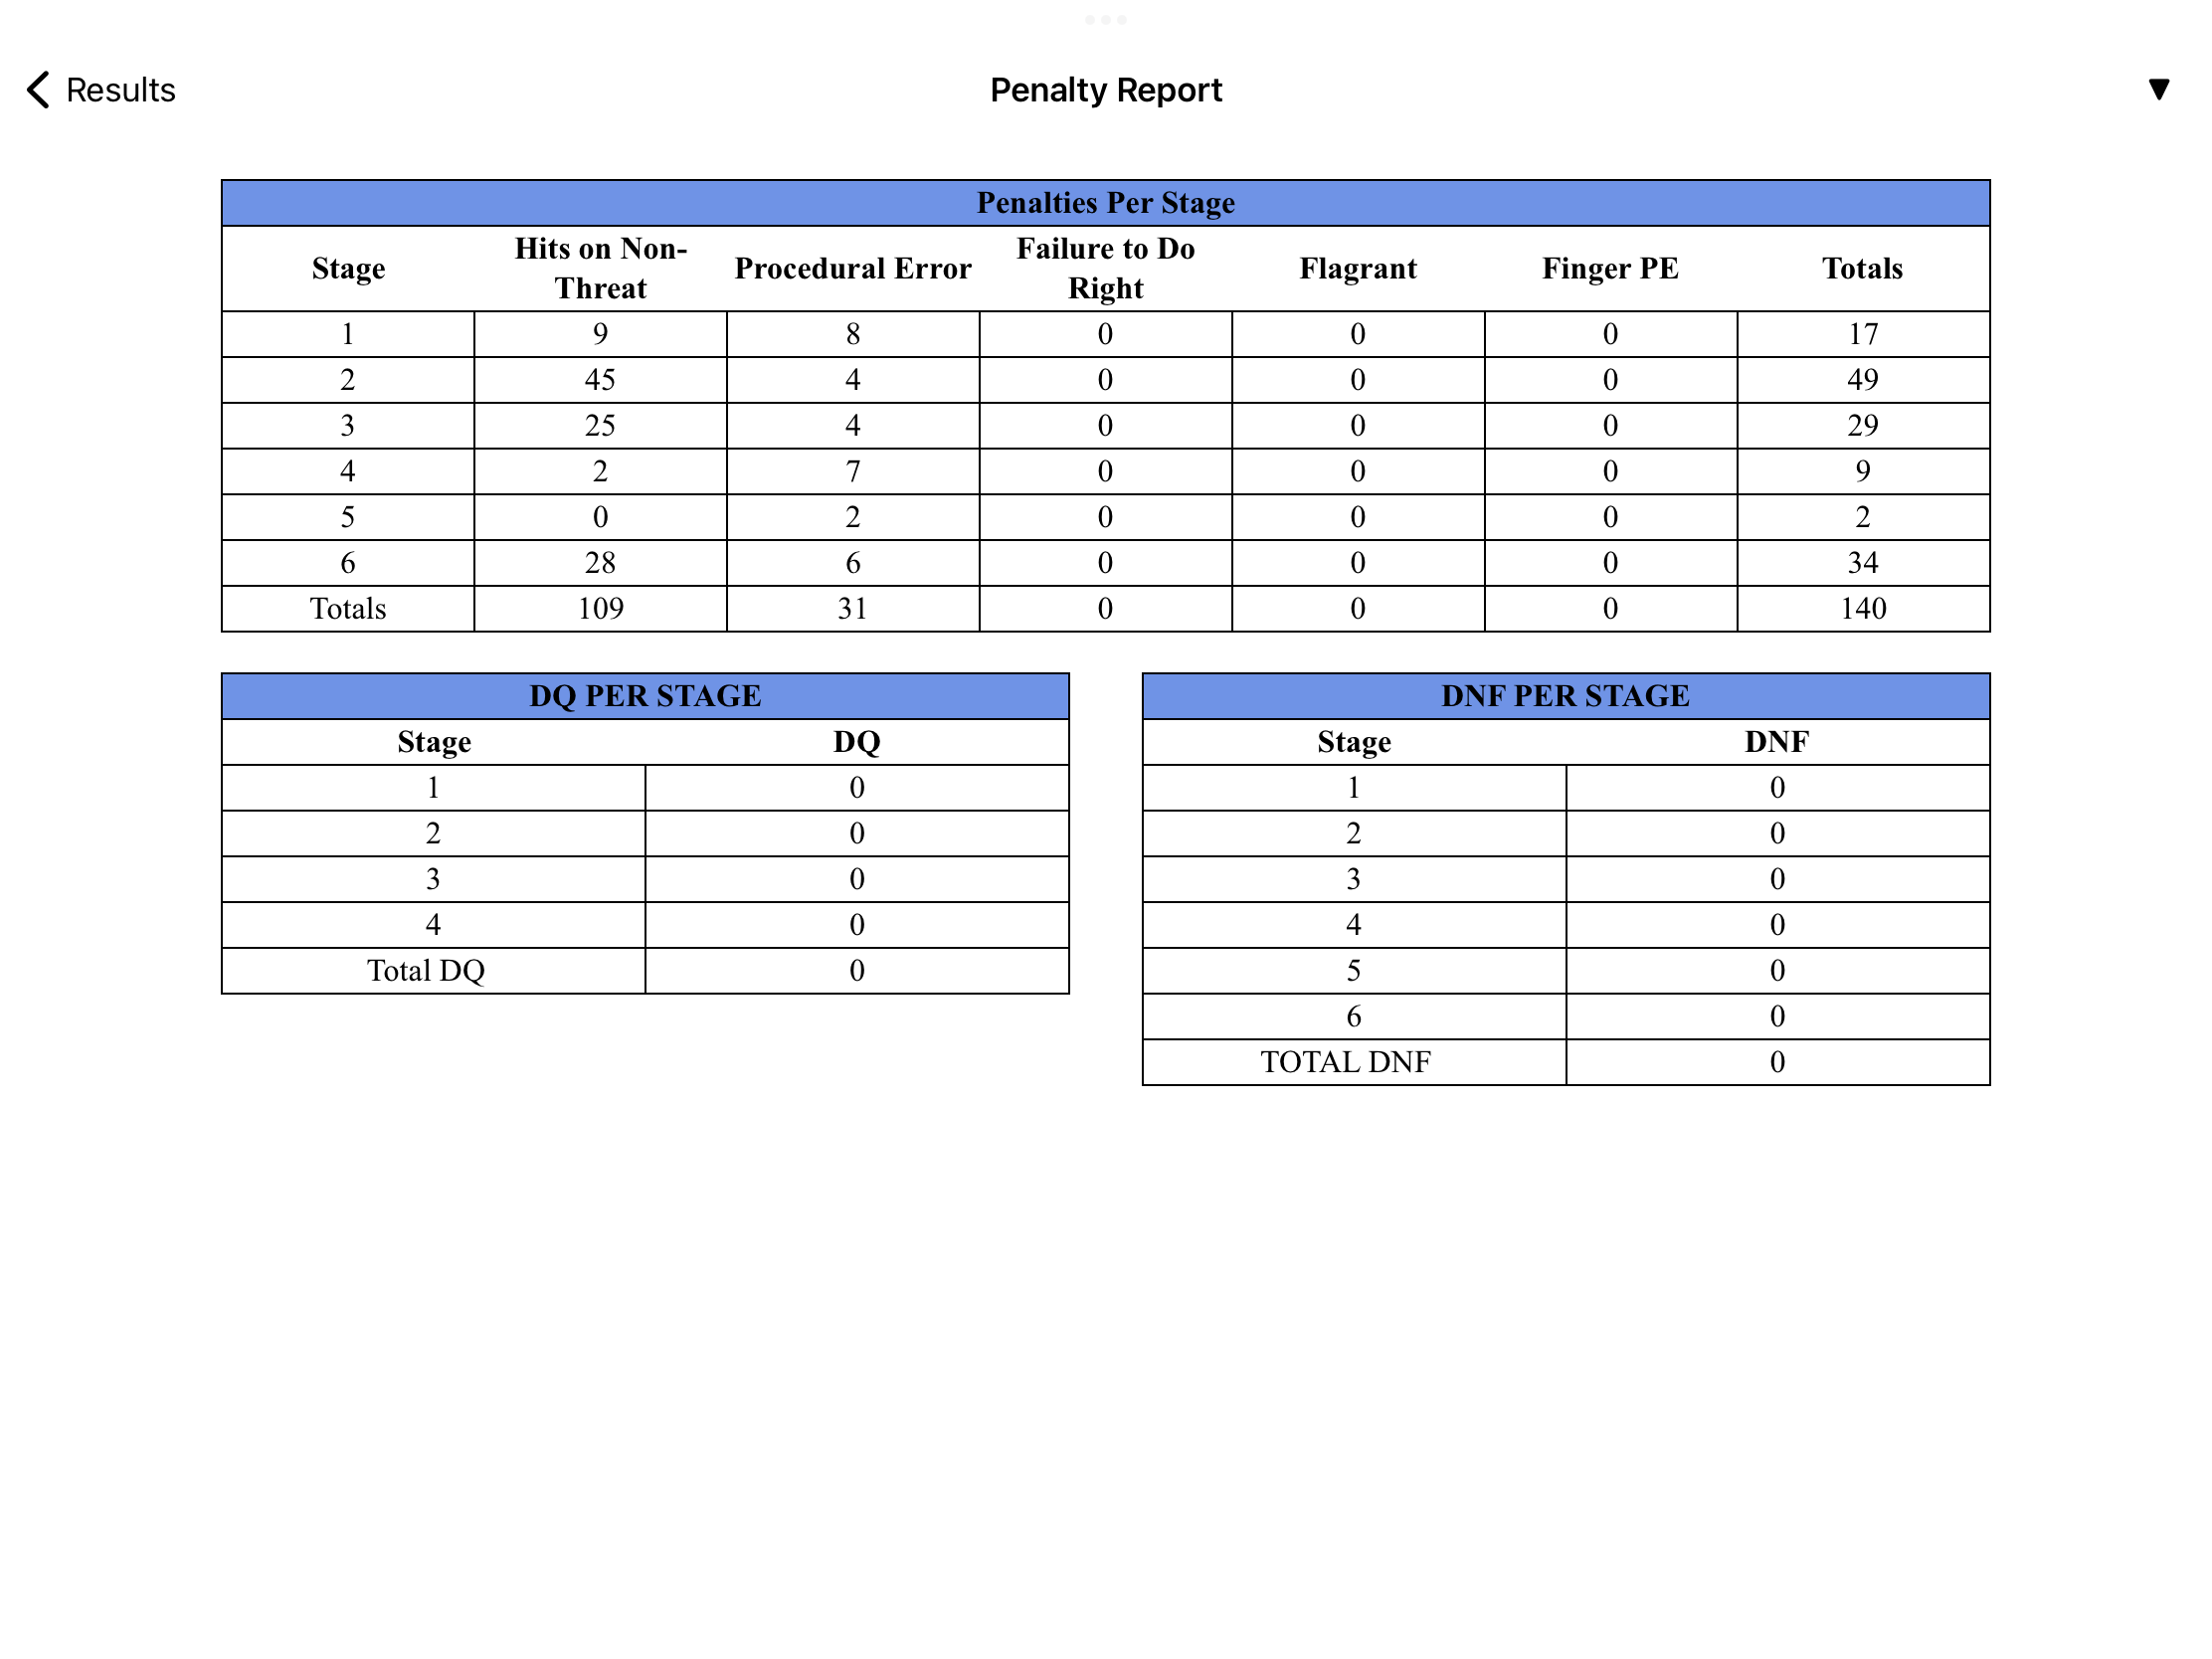 Results
Penalty Report
Penalties Per Stage
Stage Hits on Non-Threat Procedural Error Failure to Do Right Flagrant Finger PE Totals
1 9 8 0 0 0 17
2 45 4 0 0 0 49
3 25 4 0 0 0 29
4 2 7 0 0 0 9
5 0 2 0 0 0 2
6 28 6 0 0 0 34
Totals 109 31 0 0 0 140
DQ PER STAGE
Stage DQ
1 0
2 0
3 0
4 0
Total DQ 0
DNF PER STAGE
Stage DNF
1 0
2 0
3 0
4 0
5 0
6 0
TOTAL DNF 0